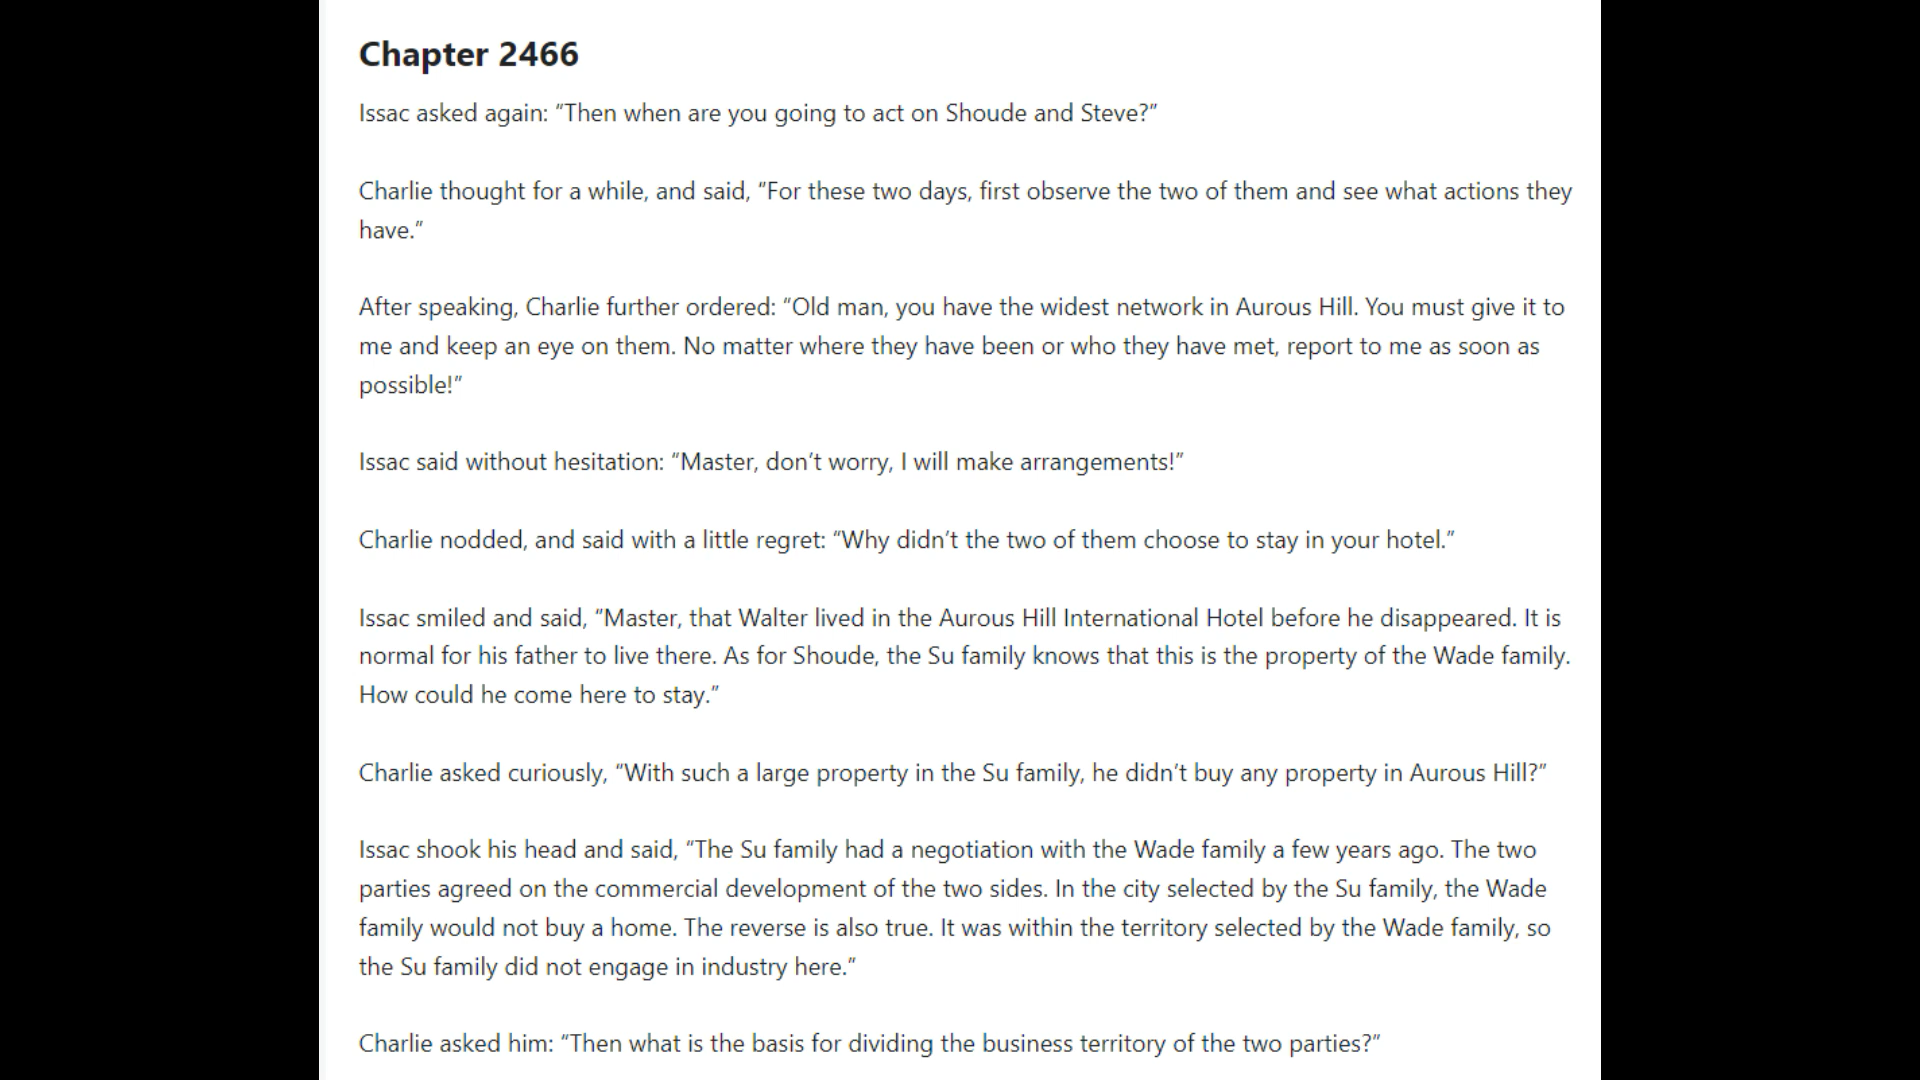 Chapter 2466
Issac asked again: “Then when are you going to act on Shoude and Steve?”
Charlie thought for a while, and said, “For these two days, first observe the two of them and see what actions they
have.”
After speaking, Charlie further ordered: “Old man, you have the widest network in Aurous Hill. You must give it to
me and keep an eye on them. No matter where they have been or who they have met, report to me as soon as
possible!”
Issac said without hesitation: “Master, don’t worry, I will make arrangements!”
Charlie nodded, and said with a little regret: “Why didn’t the two of them choose to stay in your hotel.”
Issac smiled and said, “Master, that Walter lived in the Aurous Hill International Hotel before he disappeared. It is
normal for his father to live there. As for Shoude, the Su family knows that this is the property of the Wade family.
How could he come here to stay.”
Charlie asked curiously, “With such a large property in the Su family, he didn’t buy any property in Aurous Hill?”
Issac shook his head and said, “The Su family had a negotiation with the Wade family a few years ago. The two
parties agreed on the commercial development of the two sides. In the city selected by the Su family, the Wade
family would not buy a home. The reverse is also true. It was within the territory selected by the Wade family, so
the Su family did not engage in industry here.”
Charlie asked him: “Then what is the basis for dividing the business territory of the two parties?”